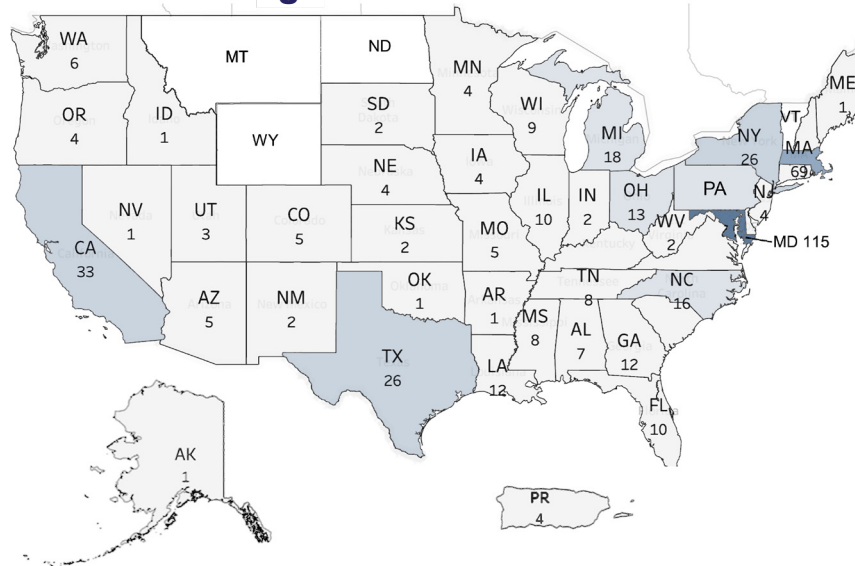 WA
6
MT
ND
MN
4
ME
1
OR
4
ID
1
SD
2
WI
9
MI
18
VT
NY
26
MA
69
WY
NE
4
IA
4
NV
1
UT
3
CO
5
KS
2
MO
5
IL
10
IN
2
OH
13
PA
NJ
4
WV
2
MD 115
CA
33
AZ
5
NM
2
OK
1
AR
1
TN
8
NC
16
TX
26
LA
12
MS
8
AL
7
GA
12
FL
10
AK
1
PR
4